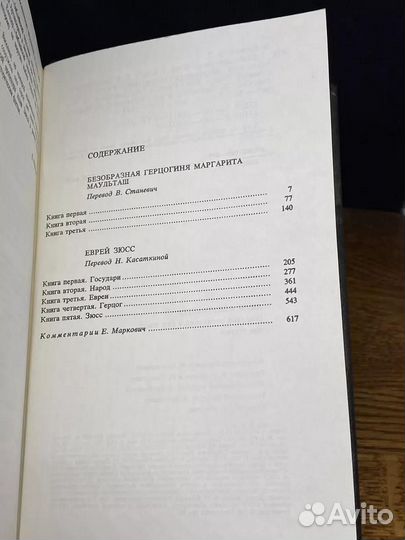 СОДЕРЖАНИЕ
БЕЗОБРАЗНАЯ ГЕРЦОГИНЯ МАРГАРИТА
МАУЛЬТАШ
Перевод В. Станевич
Книга первая 7
Книга вторая 77
Книга третья 140
ЕВРЕЙ ЗЮСС
Перевод Н. Касаткиной
Книга первая. Государи 205
Книга вторая. Народ 277
Книга третья. Евреи 361
Книга четвертая. Герцог 444
Книга пятая. Зюсс 543
Комментарии Е. Маркович 617
Avito